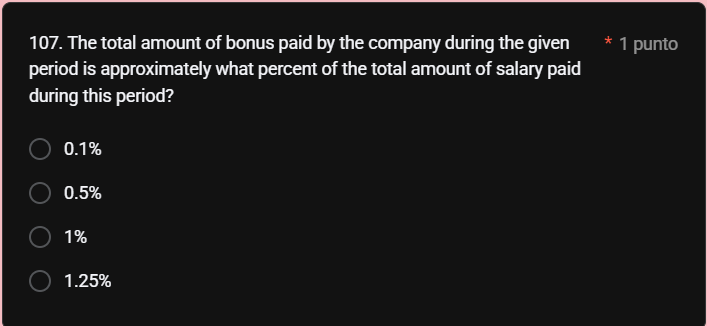 107. The total amount of bonus paid by the company during the given * 1 punto
period is approximately what percent of the total amount of salary paid
during this period?
0.1%
0.5%
1%
1.25%